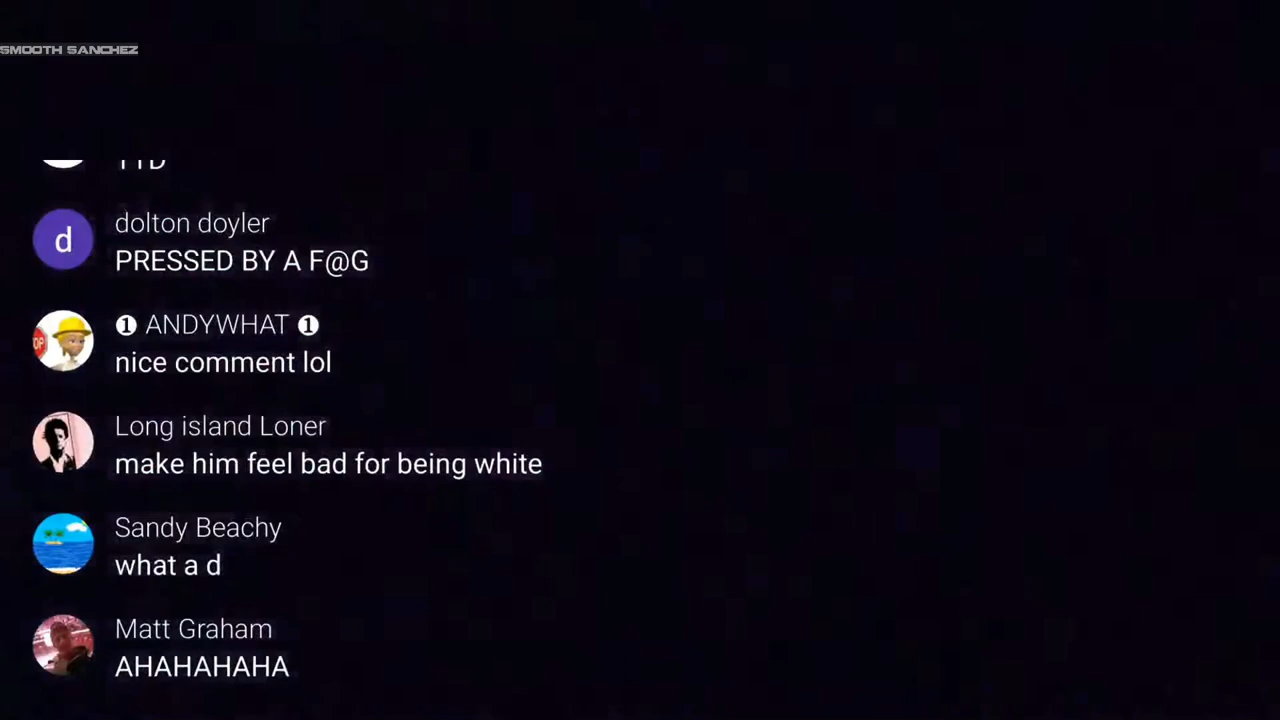 SMOOTH SANCHEZ
dolton doyler
PRESSED BY A F@G
❶ ANDYWHAT ❶
nice comment lol
Long island Loner
make him feel bad for being white
Sandy Beachy
what a d
Matt Graham
AHAHAHAHA